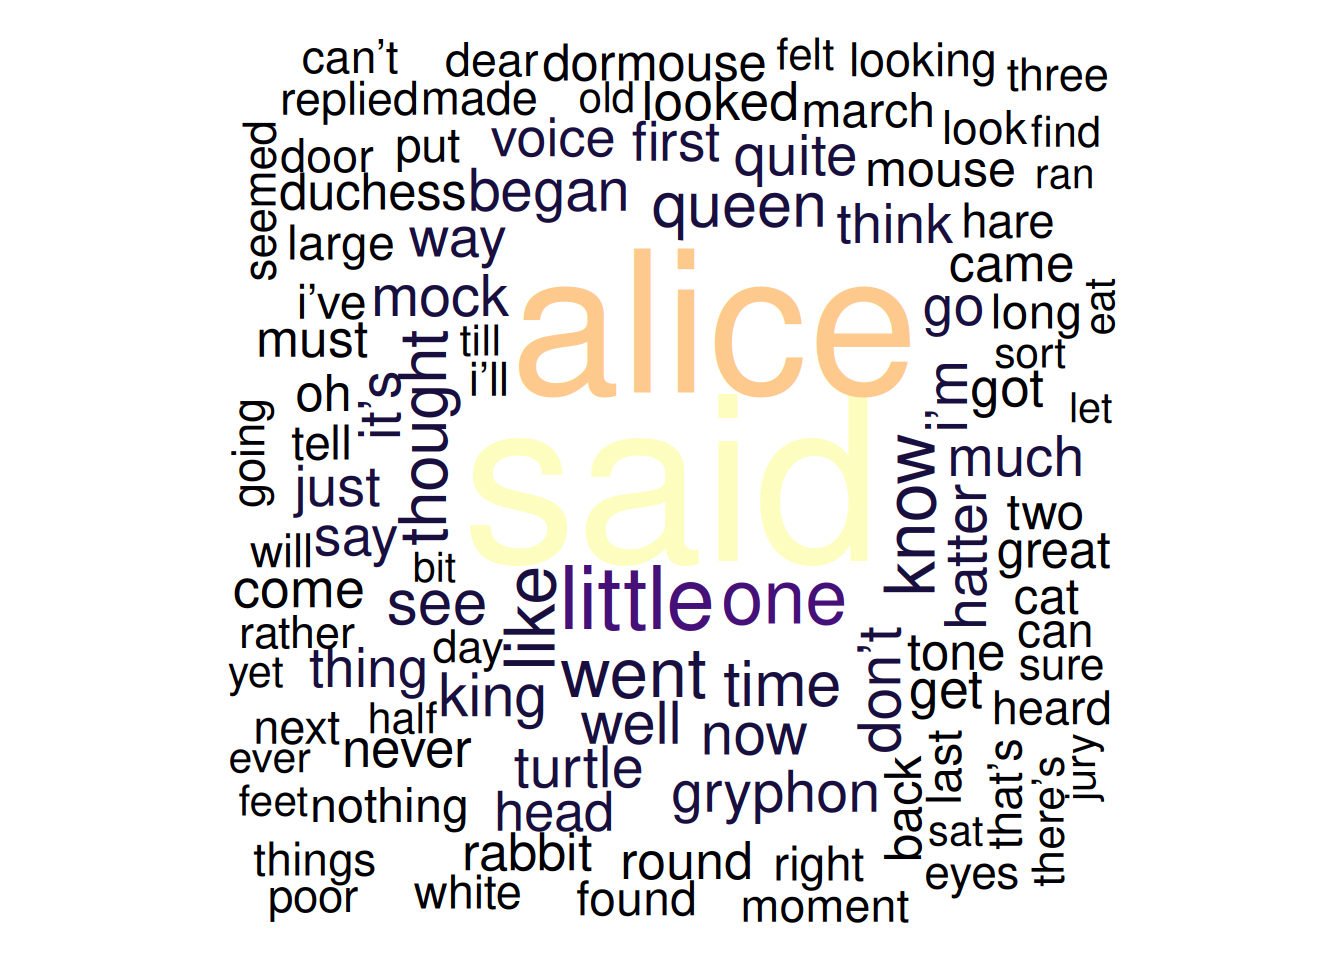 can’t dear dormouse felt looking three
replied made old looked march look find
seemed door put voice first quite mouse ran
duchess began queen think hare
large way came
i’ve mock alice go long eat
must till sort
oh it’s thought i’ll i’m got let
going tell said know much
just hatter two
say great
will bit like little one cat
come see can
rather day don’t tone sure
yet thing went time get heard
next half king well now
ever never turtle back last that’s there’s jury
feet nothing head gryphon sat
things rabbit round right eyes
poor white found moment